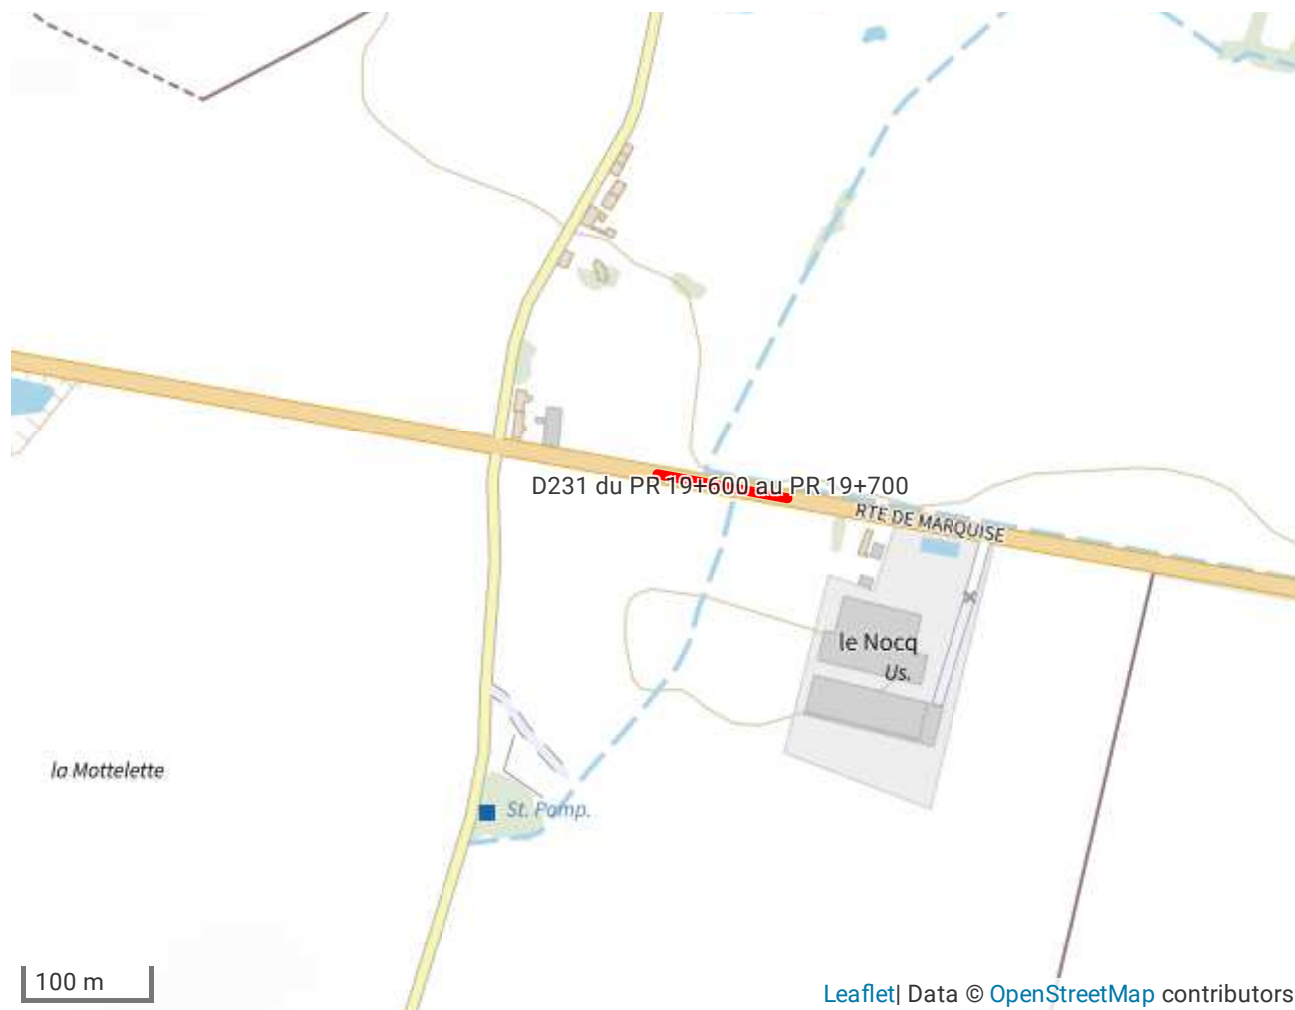 D231 du PR 19+600 au PR 19+700
RTE DE MARQUISE
le Nocq
Us.
la Mottelette
St. Pomp.
100 m
Leaflet| Data © OpenStreetMap contributors